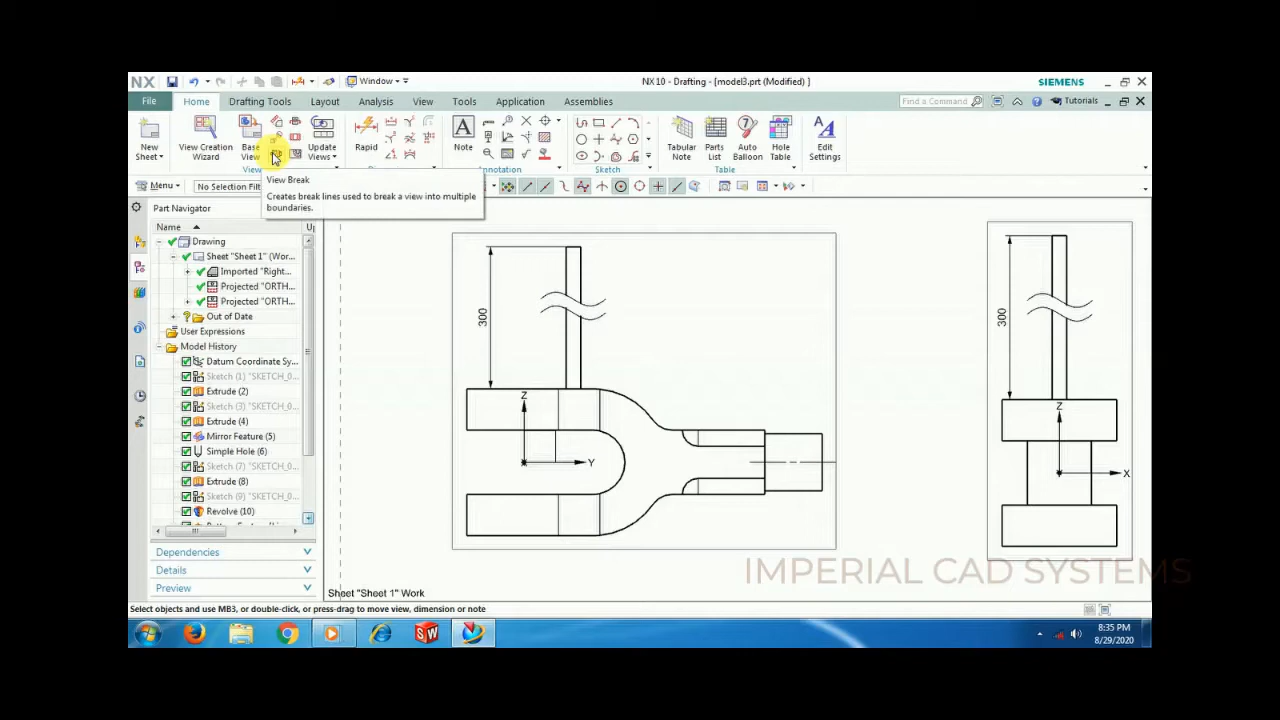 NX
Window
NX 10 - Drafting - [model3.prt (Modified) ]
SIEMENS
File
Home
Drafting Tools
Layout
Analysis
View
Tools
Application
Assemblies
Find a Command
Tutorials
New
Sheet
View Creation
Wizard
Base
View
Update
Views
Rapid
Note
Tabular
Note
Parts
List
Auto
Balloon
Hole
Table
Edit
Settings
Annotation
Sketch
Table
Menu
No Selection Filt
View Break
Creates break lines used to break a view into multiple
boundaries.
Part Navigator
Name
Drawing
Sheet "Sheet 1" (Wor...
Imported "Right...
Projected "ORTH...
Projected "ORTH...
Out of Date
User Expressions
Model History
Datum Coordinate Sy...
Sketch (1) "SKETCH_0...
Extrude (2)
Sketch (3) "SKETCH_0...
Extrude (4)
Mirror Feature (5)
Simple Hole (6)
Sketch (7) "SKETCH_0...
Extrude (8)
Sketch (9) "SKETCH_0...
Revolve (10)
Dependencies
Details
Preview
300
Z
Y
300
Z
X
IMPERIAL CAD SYSTEMS
Sheet "Sheet 1" Work
Select objects and use MB3, or double-click, or press-drag to move view, dimension or note
8:35 PM
8/29/2020